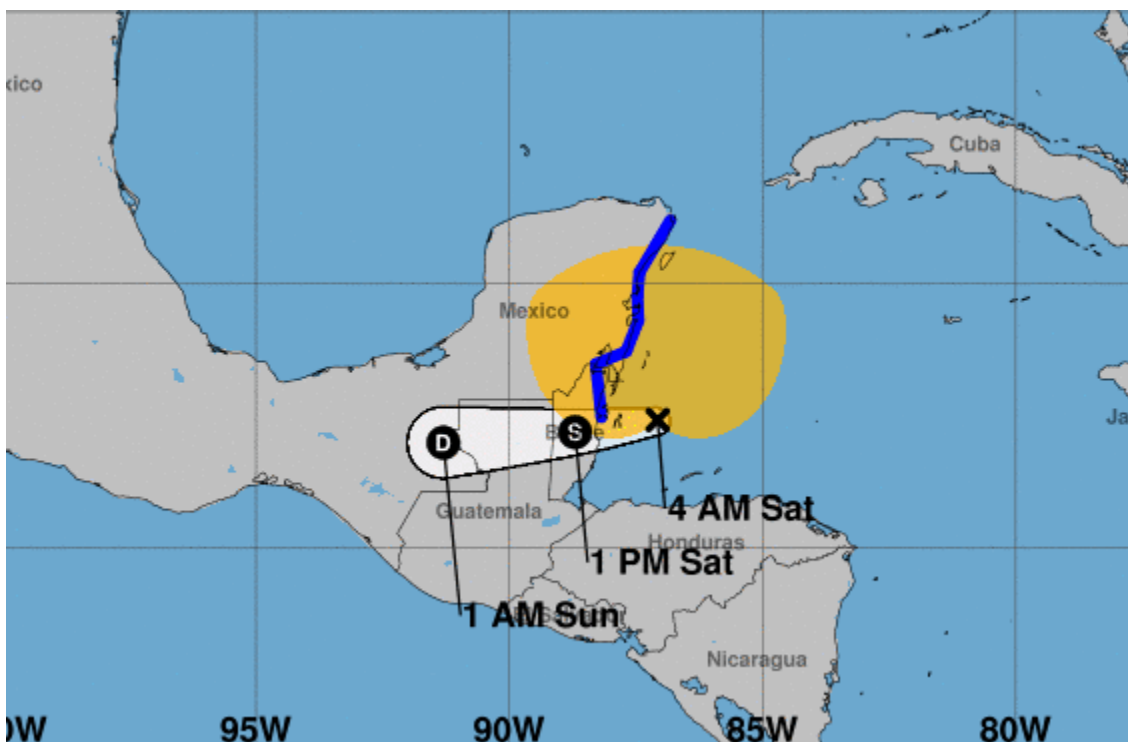 xico
Cuba
Mexico
S
D
Guatemala
4 AM Sat
Honduras
1 PM Sat
1 AM Sun
Nicaragua
Ja
0W
95W
90W
85W
80W